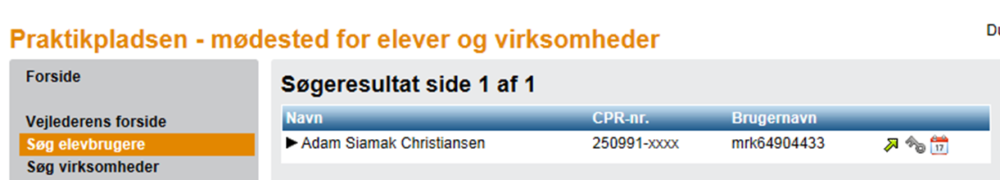 Praktikpladsen - mødested for elever og virksomheder
Du
Forside
Vejlederens forside
Søg elevbrugere
Søg virksomheder
Søgeresultat side 1 af 1
Navn CPR-nr. Brugernavn
Adam Siamak Christiansen 250991-xxxx mrk64904433
17